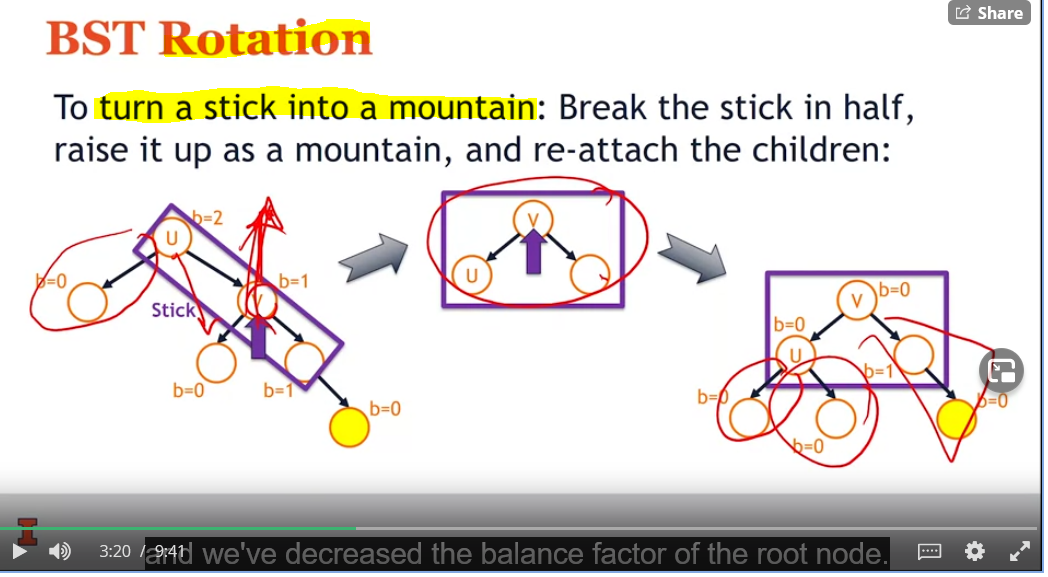 Share
BST Rotation
To turn a stick into a mountain: Break the stick in half,
raise it up as a mountain, and re-attach the children:
b=2
U
b=0
b=1
V
Stick
b=0
b=1
b=0
V
U
V
b=0
b=0
U
b=1
b=0
b=0
b=0
I
3:20 / 9:41
and we've decreased the balance factor of the root node.